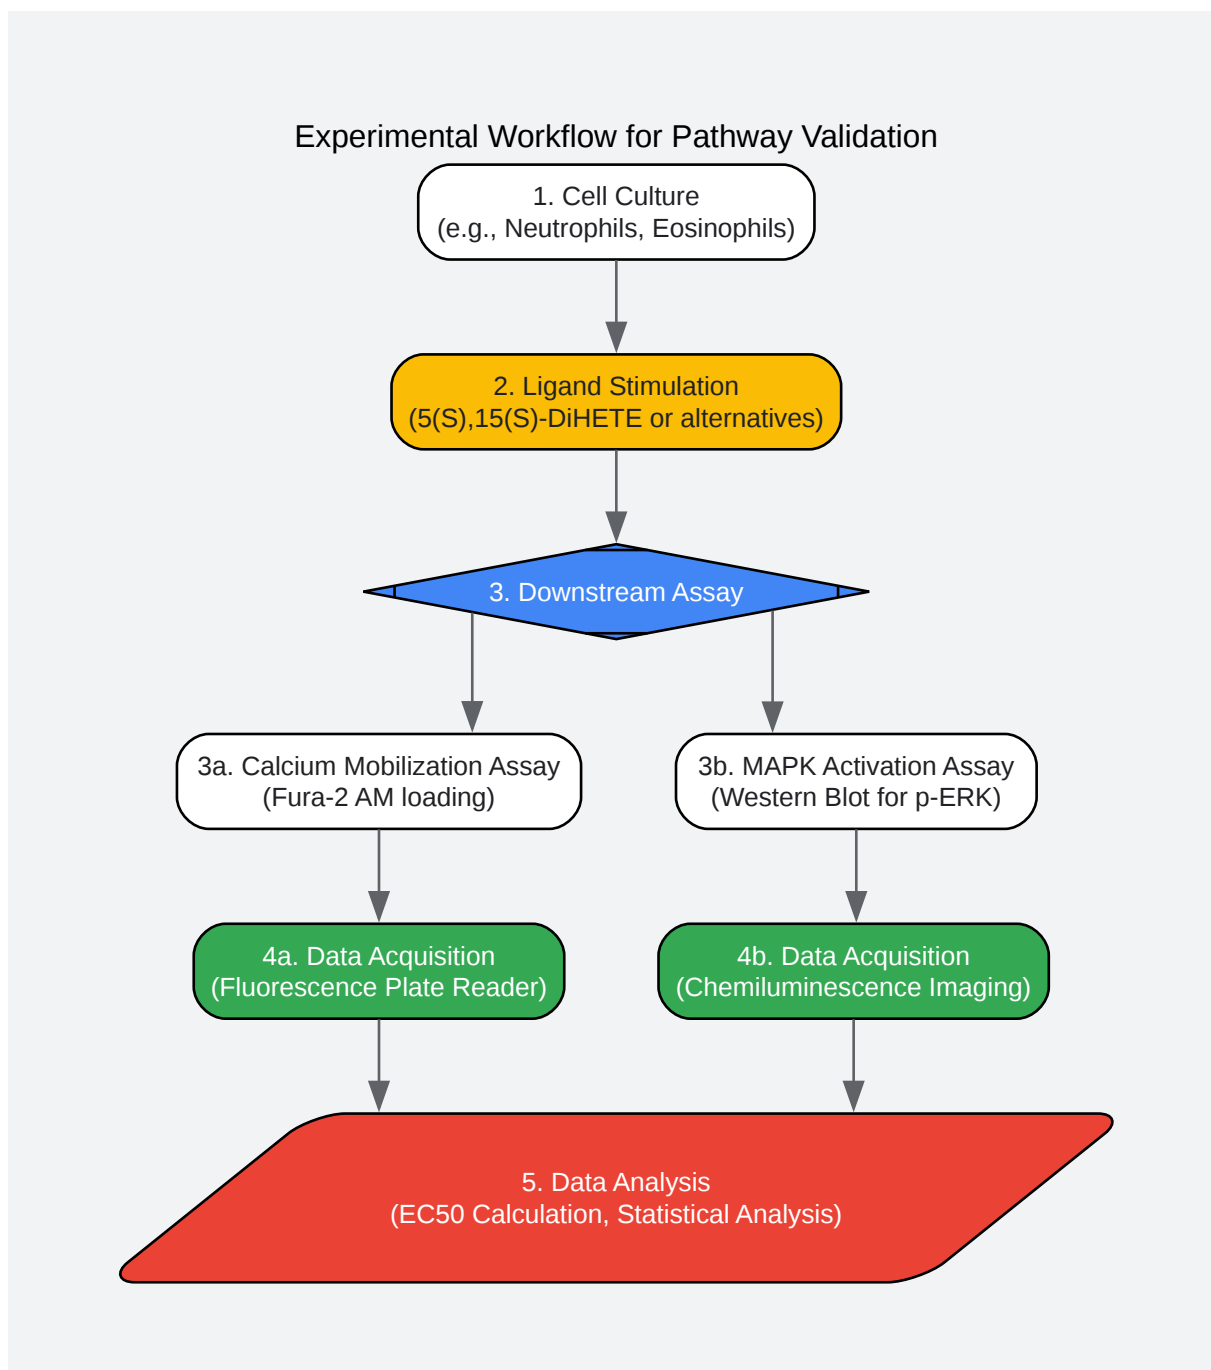 Experimental Workflow for Pathway Validation
1. Cell Culture
(e.g., Neutrophils, Eosinophils)
2. Ligand Stimulation
(5(S),15(S)-DiHETE or alternatives)
3. Downstream Assay
3a. Calcium Mobilization Assay
(Fura-2 AM loading)
3b. MAPK Activation Assay
(Western Blot for p-ERK)
4a. Data Acquisition
(Fluorescence Plate Reader)
4b. Data Acquisition
(Chemiluminescence Imaging)
5. Data Analysis
(EC50 Calculation, Statistical Analysis)